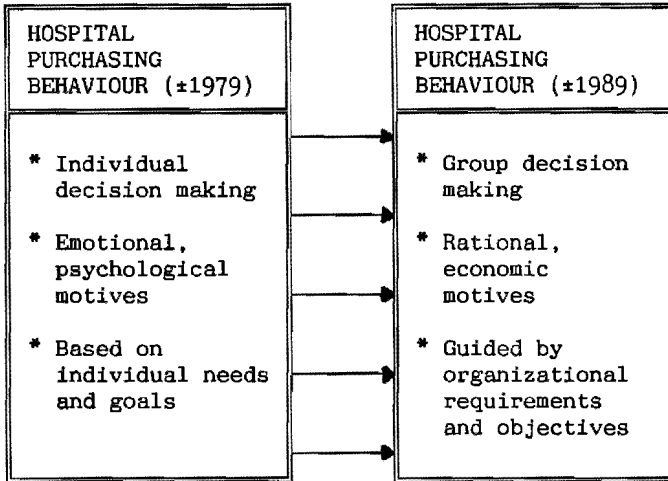 HOSPITAL
PURCHASING
BEHAVIOUR (±1979)
* Individual
decision making
* Emotional,
psychological
motives
* Based on
individual needs
and goals
HOSPITAL
PURCHASING
BEHAVIOUR (±1989)
* Group decision
making
* Rational,
economic
motives
* Guided by
organizational
requirements
and objectives